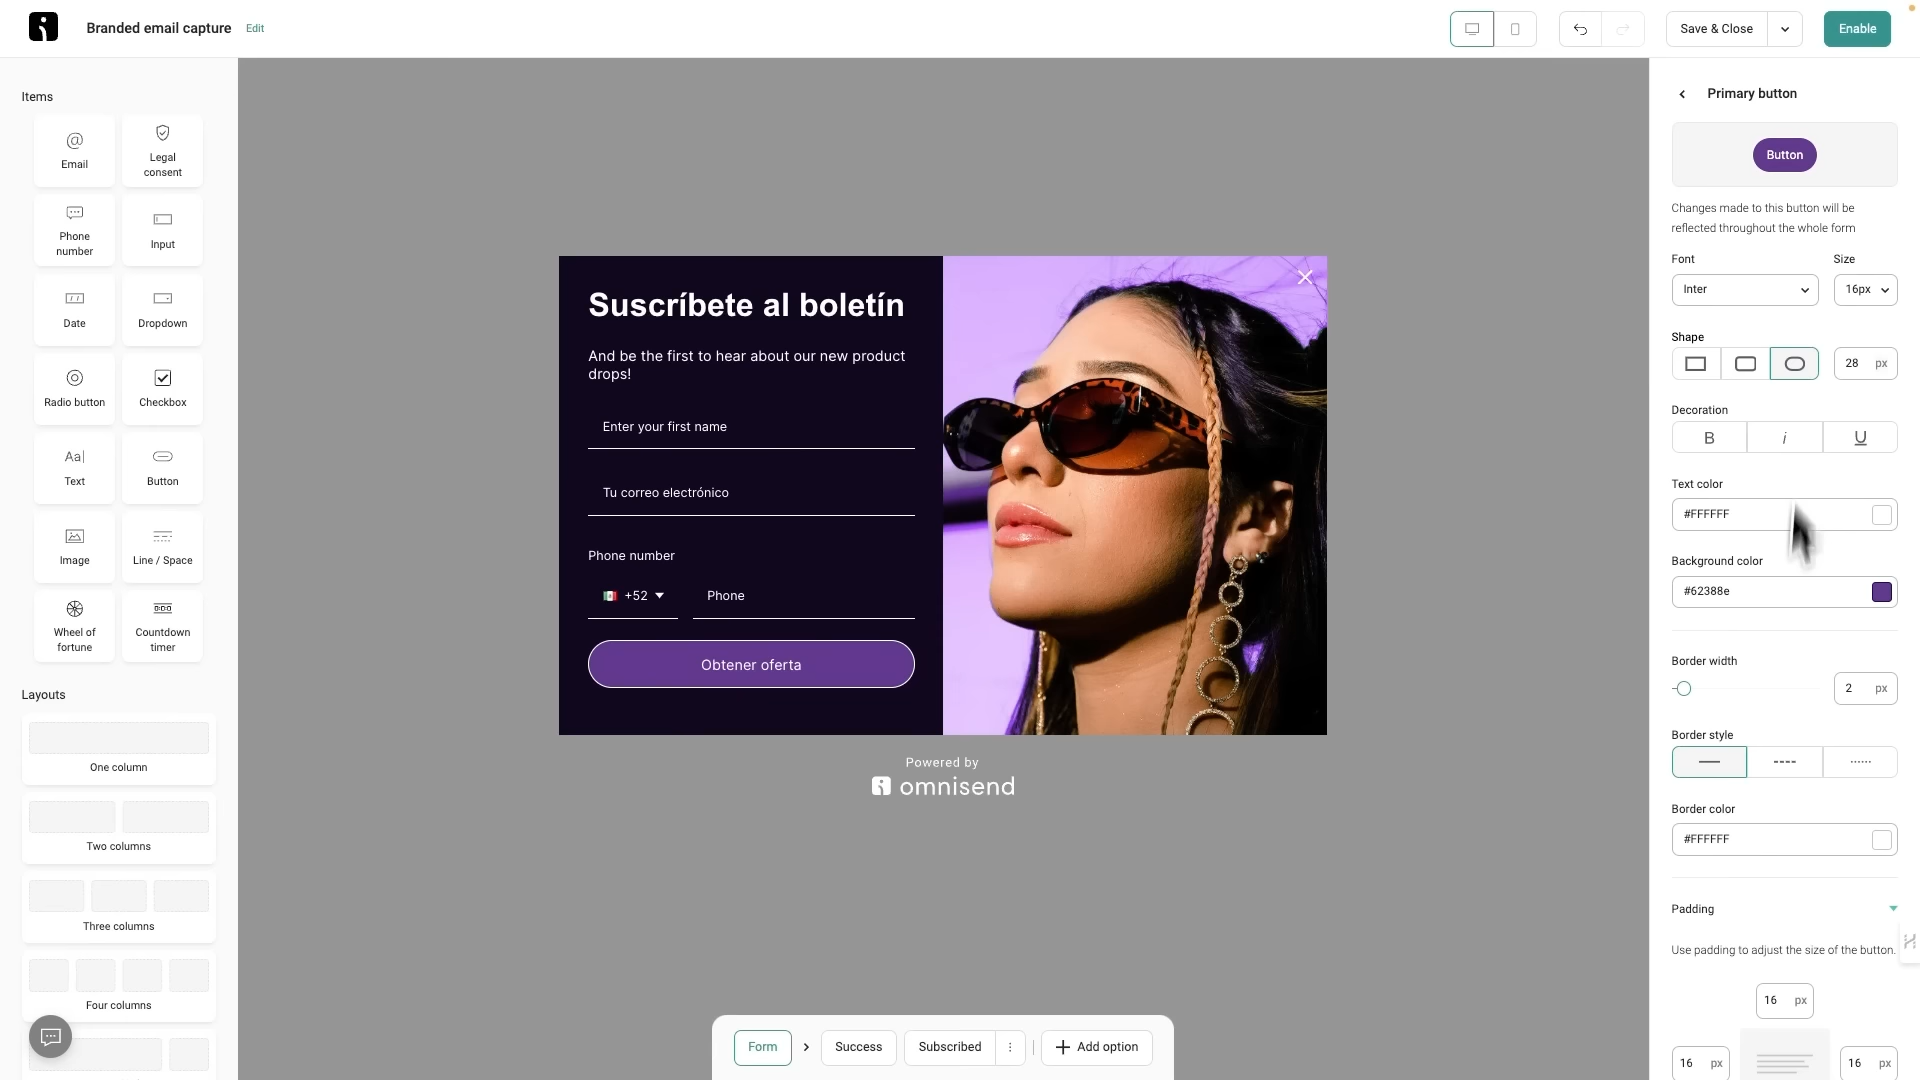 Branded email capture Edit
Save & Close
Enable
Items
Email
Legal
consent
Phone
number
Input
Date
Dropdown
Radio button
Checkbox
Aa|
Text
Button
Image
Line / Space
Wheel of
fortune
Countdown
timer
Layouts
One column
Two columns
Three columns
Four columns
Suscríbete al boletín
And be the first to hear about our new product
drops!
Enter your first name
Tu correo electrónico
Phone number
+52
Phone
Obtener oferta
Powered by
omnisend
Form
Success
Subscribed
Add option
Primary button
Button
Changes made to this button will be
reflected throughout the whole form
Font
Size
Inter
16px
Shape
28 px
Decoration
B
i
U
Text color
#FFFFFF
Background color
#62388e
Border width
2 px
Border style
Border color
#FFFFFF
Padding
Use padding to adjust the size of the button.
16 px
16 px
16 px